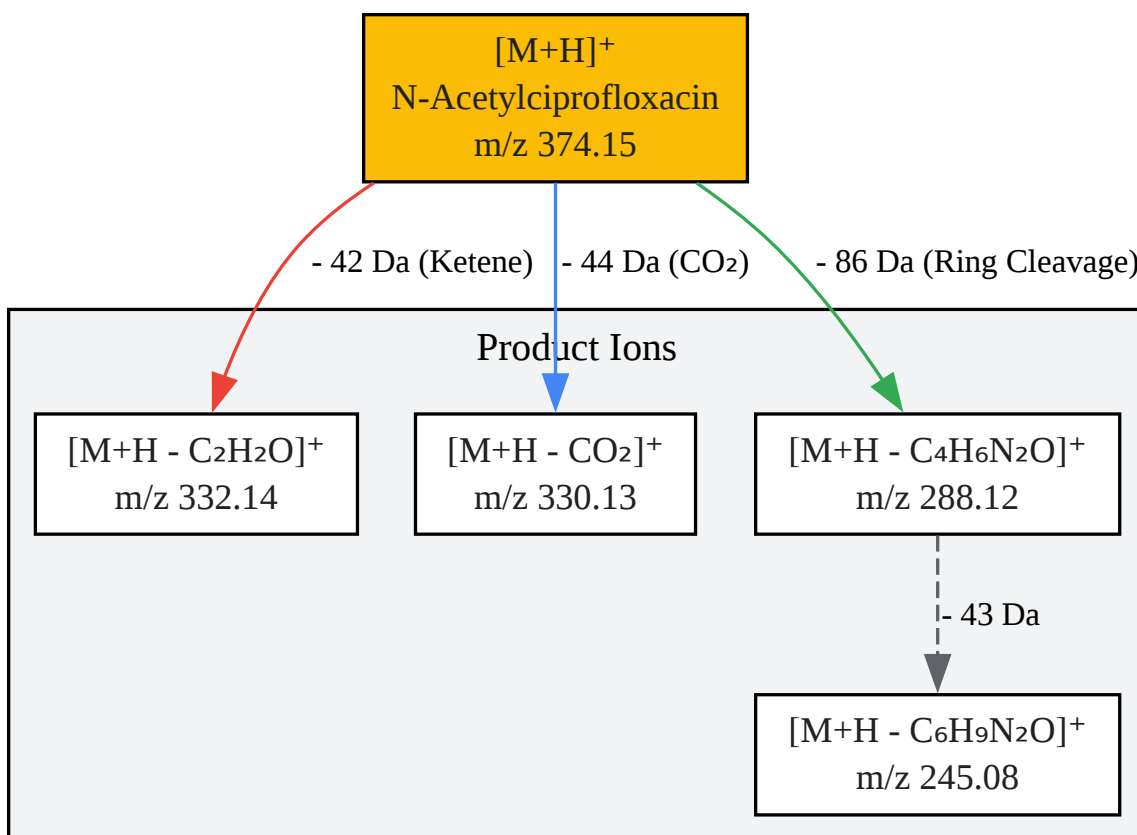 [M+H]⁺
N-Acetylciprofloxacin
m/z 374.15
- 42 Da (Ketene)
- 44 Da (CO₂)
- 86 Da (Ring Cleavage)
Product Ions
[M+H - C₂H₂O]⁺
m/z 332.14
[M+H - CO₂]⁺
m/z 330.13
[M+H - C₄H₆N₂O]⁺
m/z 288.12
- 43 Da
[M+H - C₆H₉N₂O]⁺
m/z 245.08